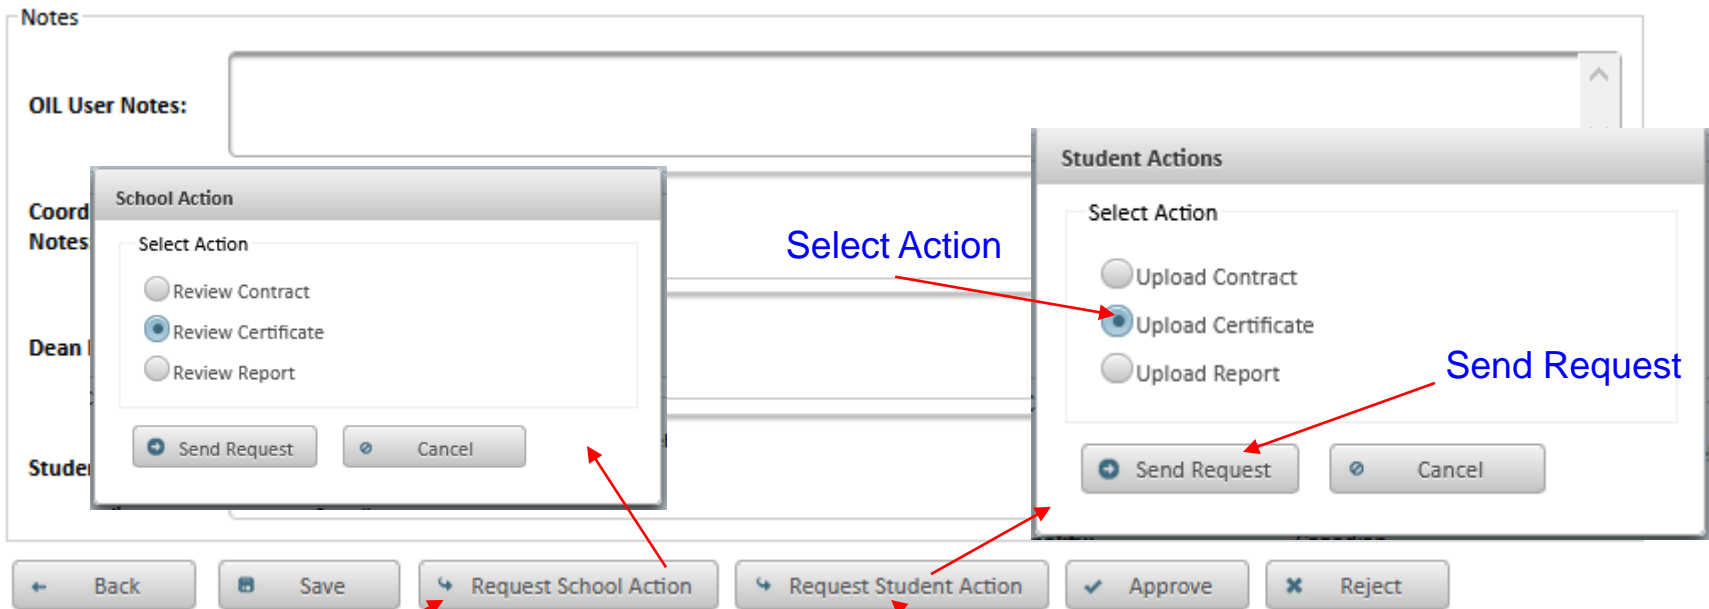 Notes
OIL User Notes:
Coord
Notes
Dean
Studen
School Action
Select Action
Review Contract
Review Certificate
Review Report
Send Request
Cancel
Select Action
Student Actions
Select Action
Upload Contract
Upload Certificate
Upload Report
Send Request
Send Request
Cancel
Back
Save
Request School Action
Request Student Action
Approve
Reject